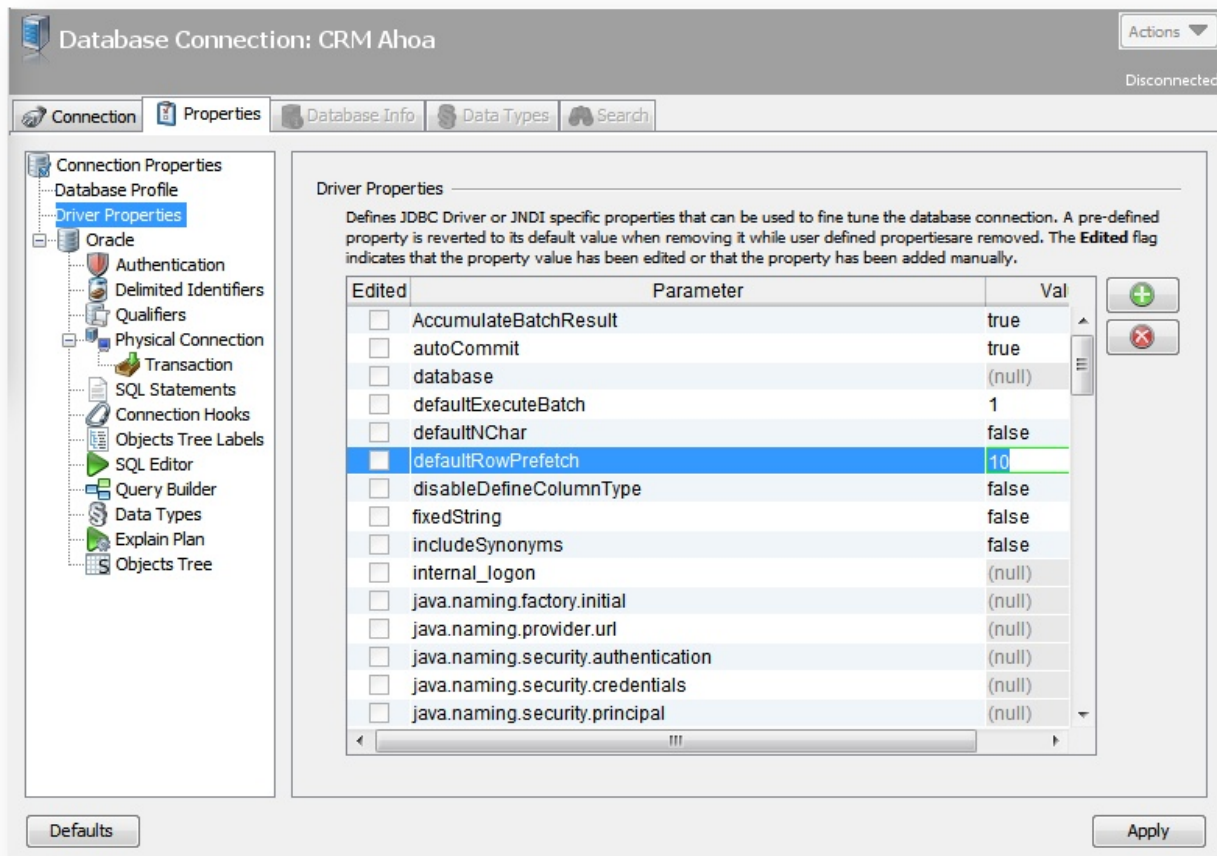 Database Connection: CRM Ahoa
Actions
Disconnected
Connection
Properties
Database Info
Data Types
Search
Connection Properties
Database Profile
Driver Properties
Oracle
Authentication
Delimited Identifiers
Qualifiers
Physical Connection
Transaction
SQL Statements
Connection Hooks
Objects Tree Labels
SQL Editor
Query Builder
Data Types
Explain Plan
Objects Tree
Driver Properties
Defines JDBC Driver or JNDI specific properties that can be used to fine tune the database connection. A pre-defined
property is reverted to its default value when removing it while user defined propertiesare removed. The Edited flag
indicates that the property value has been edited or that the property has been added manually.
Edited Parameter Val
AccumulateBatchResult true
autoCommit true
database (null)
defaultExecuteBatch 1
defaultNChar false
defaultRowPrefetch 10
disableDefineColumnType false
fixedString false
includeSynonyms false
internal_logon (null)
java.naming.factory.initial (null)
java.naming.provider.url (null)
java.naming.security.authentication (null)
java.naming.security.credentials (null)
java.naming.security.principal (null)
Defaults
Apply